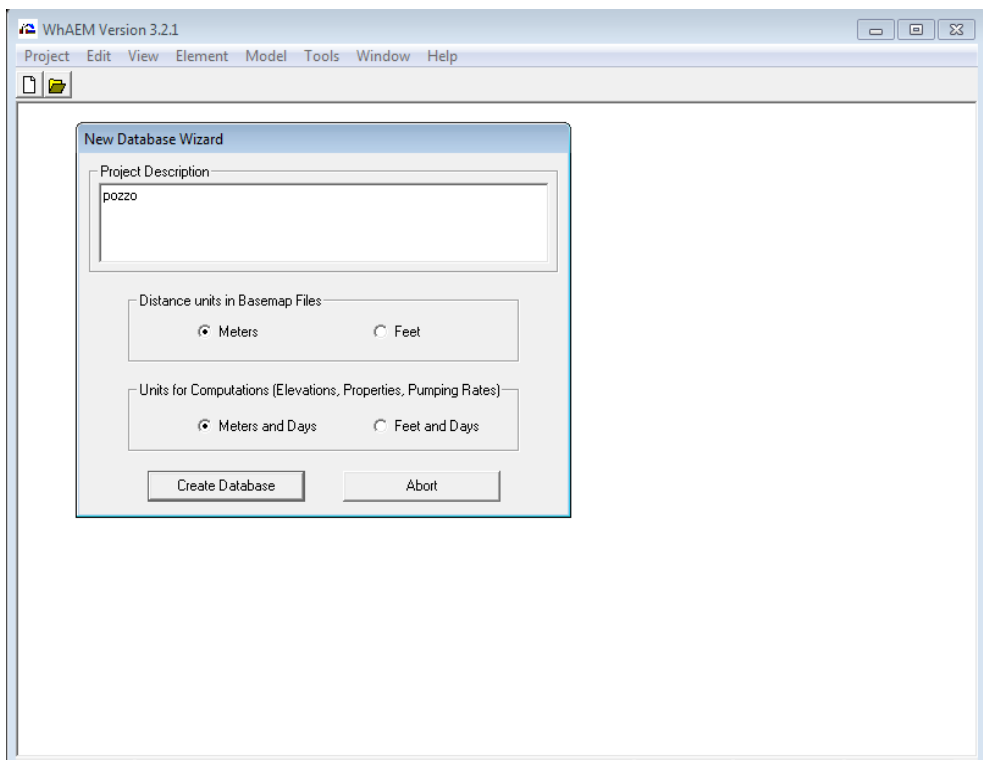 WhAEM Version 3.2.1
Project Edit View Element Model Tools Window Help
New Database Wizard
Project Description
pozzo
Distance units in Basemap Files
Meters Feet
Units for Computations (Elevations, Properties, Pumping Rates)
Meters and Days Feet and Days
Create Database Abort